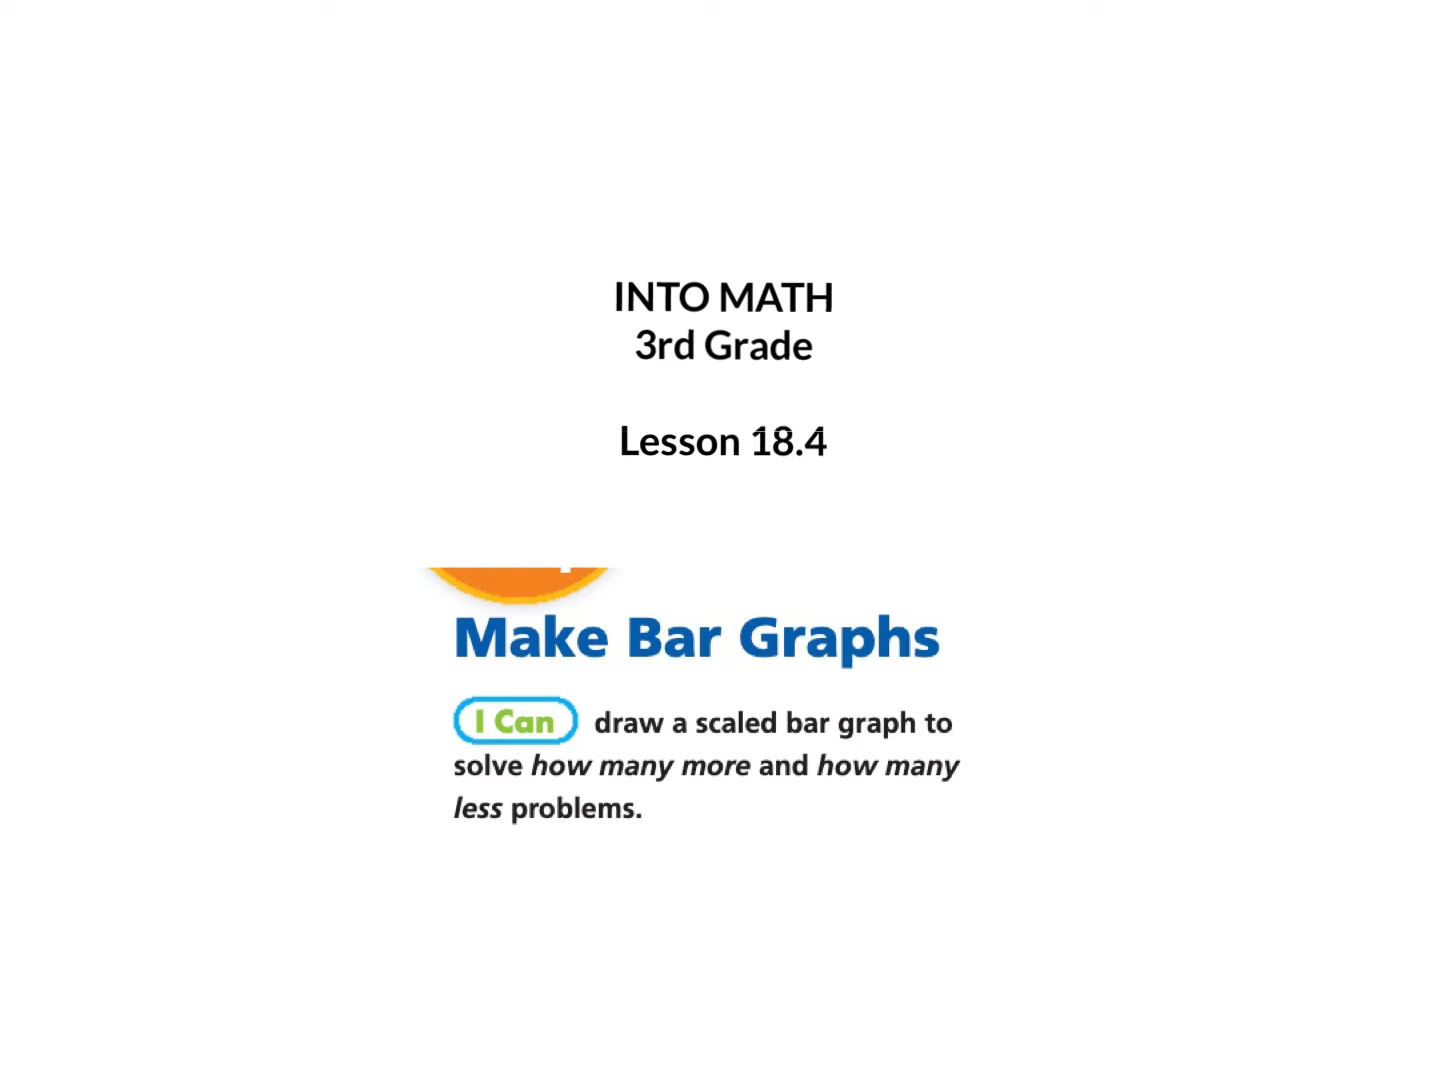 INTO MATH
3rd Grade
Lesson 18.4
Make Bar Graphs
I Can draw a scaled bar graph to
solve how many more and how many
less problems.